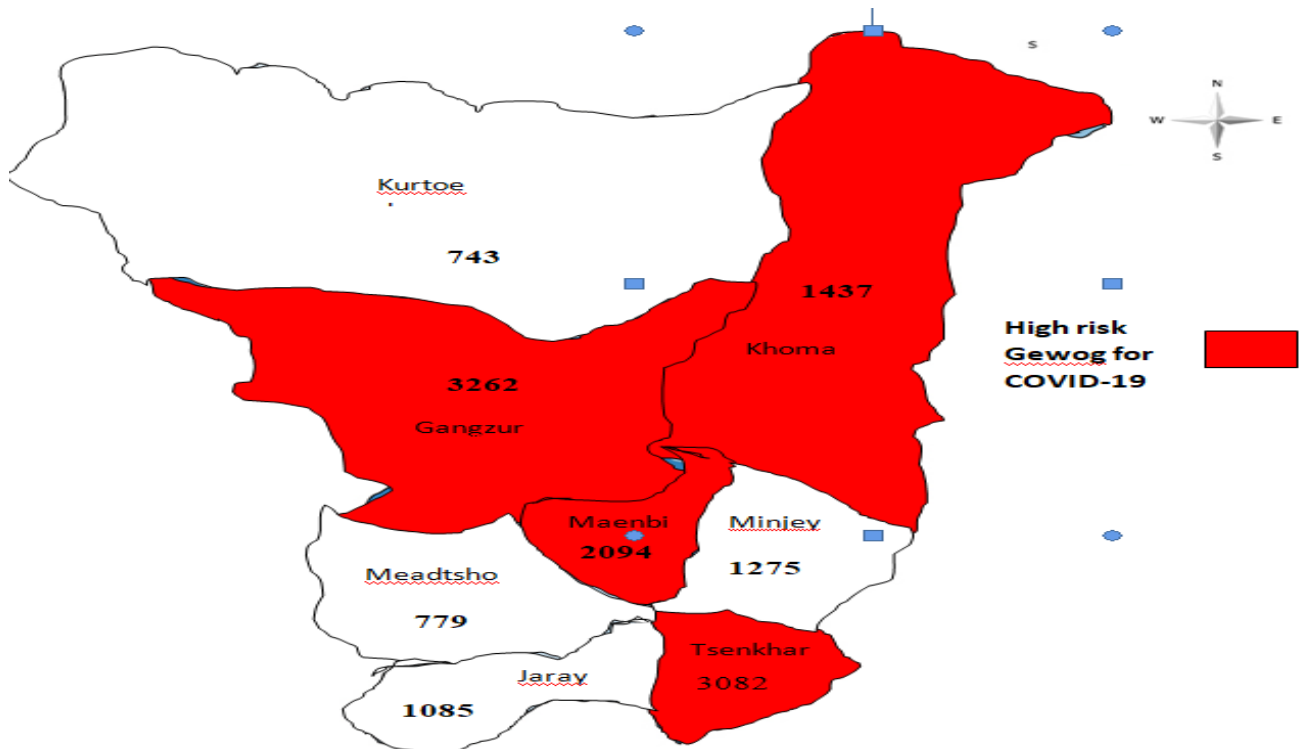 S
N
W E
S
Kurtoe
743
1437
Khoma
High risk
Gewog for
COVID-19
3262
Gangzur
Maenbi
2094
Minjey
1275
Meadtsho
779
Tsenkhar
3082
Jaray
1085